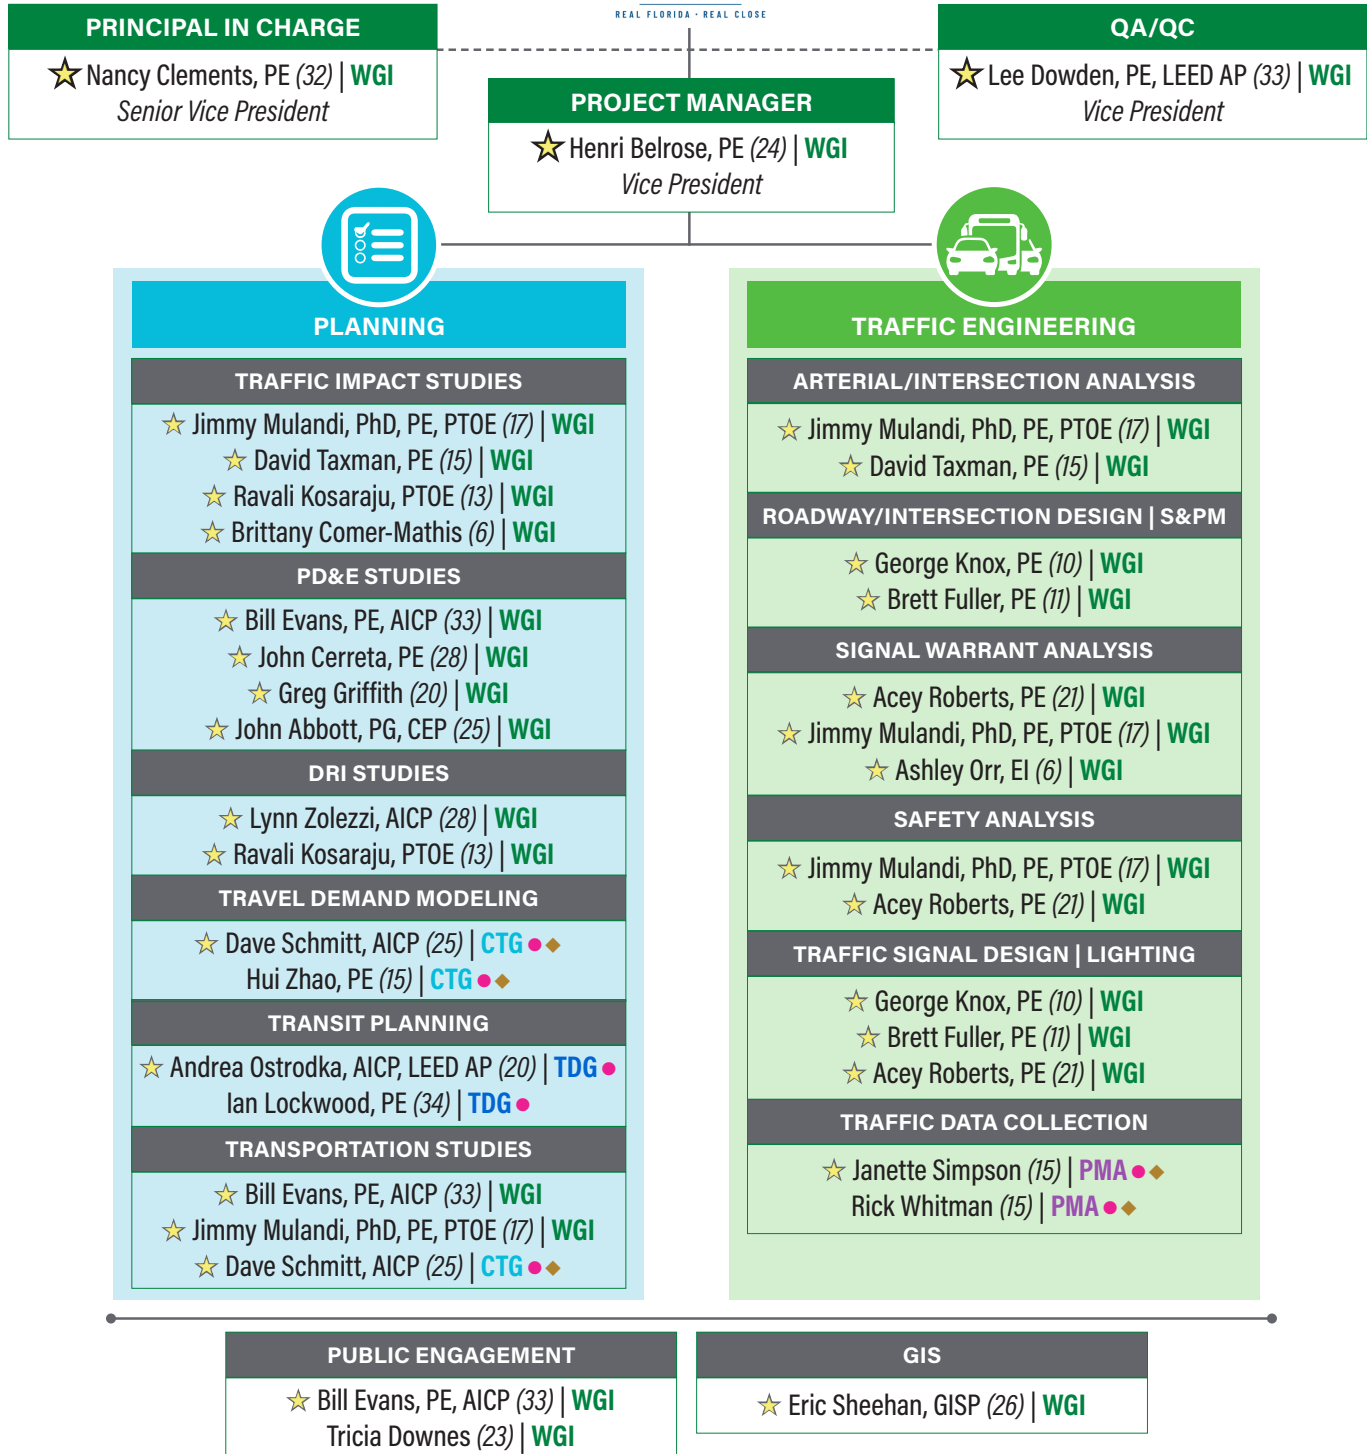 REAL FLORIDA · REAL CLOSE
PRINCIPAL IN CHARGE
Nancy Clements, PE (32) | WGI
Senior Vice President
QA/QC
Lee Dowden, PE, LEED AP (33) | WGI
Vice President
PROJECT MANAGER
Henri Belrose, PE (24) | WGI
Vice President
PLANNING
TRAFFIC IMPACT STUDIES
Jimmy Mulandi, PhD, PE, PTOE (17) | WGI
David Taxman, PE (15) | WGI
Ravali Kosaraju, PTOE (13) | WGI
Brittany Comer-Mathis (6) | WGI
PD&E STUDIES
Bill Evans, PE, AICP (33) | WGI
John Cerreta, PE (28) | WGI
Greg Griffith (20) | WGI
John Abbott, PG, CEP (25) | WGI
DRI STUDIES
Lynn Zolezzi, AICP (28) | WGI
Ravali Kosaraju, PTOE (13) | WGI
TRAVEL DEMAND MODELING
Dave Schmitt, AICP (25) | CTG
Hui Zhao, PE (15) | CTG
TRANSIT PLANNING
Andrea Ostrodka, AICP, LEED AP (20) | TDG
Ian Lockwood, PE (34) | TDG
TRANSPORTATION STUDIES
Bill Evans, PE, AICP (33) | WGI
Jimmy Mulandi, PhD, PE, PTOE (17) | WGI
Dave Schmitt, AICP (25) | CTG
TRAFFIC ENGINEERING
ARTERIAL/INTERSECTION ANALYSIS
Jimmy Mulandi, PhD, PE, PTOE (17) | WGI
David Taxman, PE (15) | WGI
ROADWAY/INTERSECTION DESIGN | S&PM
George Knox, PE (10) | WGI
Brett Fuller, PE (11) | WGI
SIGNAL WARRANT ANALYSIS
Acey Roberts, PE (21) | WGI
Jimmy Mulandi, PhD, PE, PTOE (17) | WGI
Ashley Orr, EI (6) | WGI
SAFETY ANALYSIS
Jimmy Mulandi, PhD, PE, PTOE (17) | WGI
Acey Roberts, PE (21) | WGI
TRAFFIC SIGNAL DESIGN | LIGHTING
George Knox, PE (10) | WGI
Brett Fuller, PE (11) | WGI
Acey Roberts, PE (21) | WGI
TRAFFIC DATA COLLECTION
Janette Simpson (15) | PMA
Rick Whitman (15) | PMA
PUBLIC ENGAGEMENT
Bill Evans, PE, AICP (33) | WGI
Tricia Downes (23) | WGI
GIS
Eric Sheehan, GISP (26) | WGI